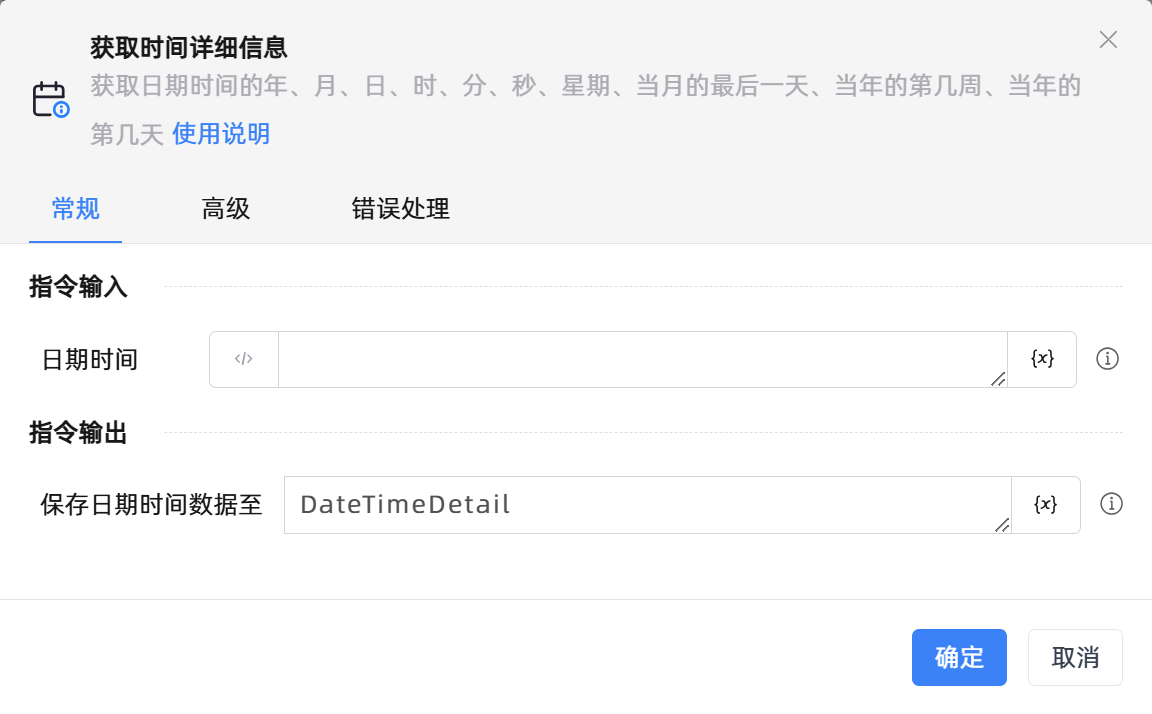 获取时间详细信息
获取日期时间的年、月、日、时、分、秒、星期、当月的最后一天、当年的第几周、当年的
第几天 使用说明
常规 高级 错误处理
指令输入
日期时间 </> {x}
指令输出
保存日期时间数据至 DateTimeDetail {x}
确定 取消